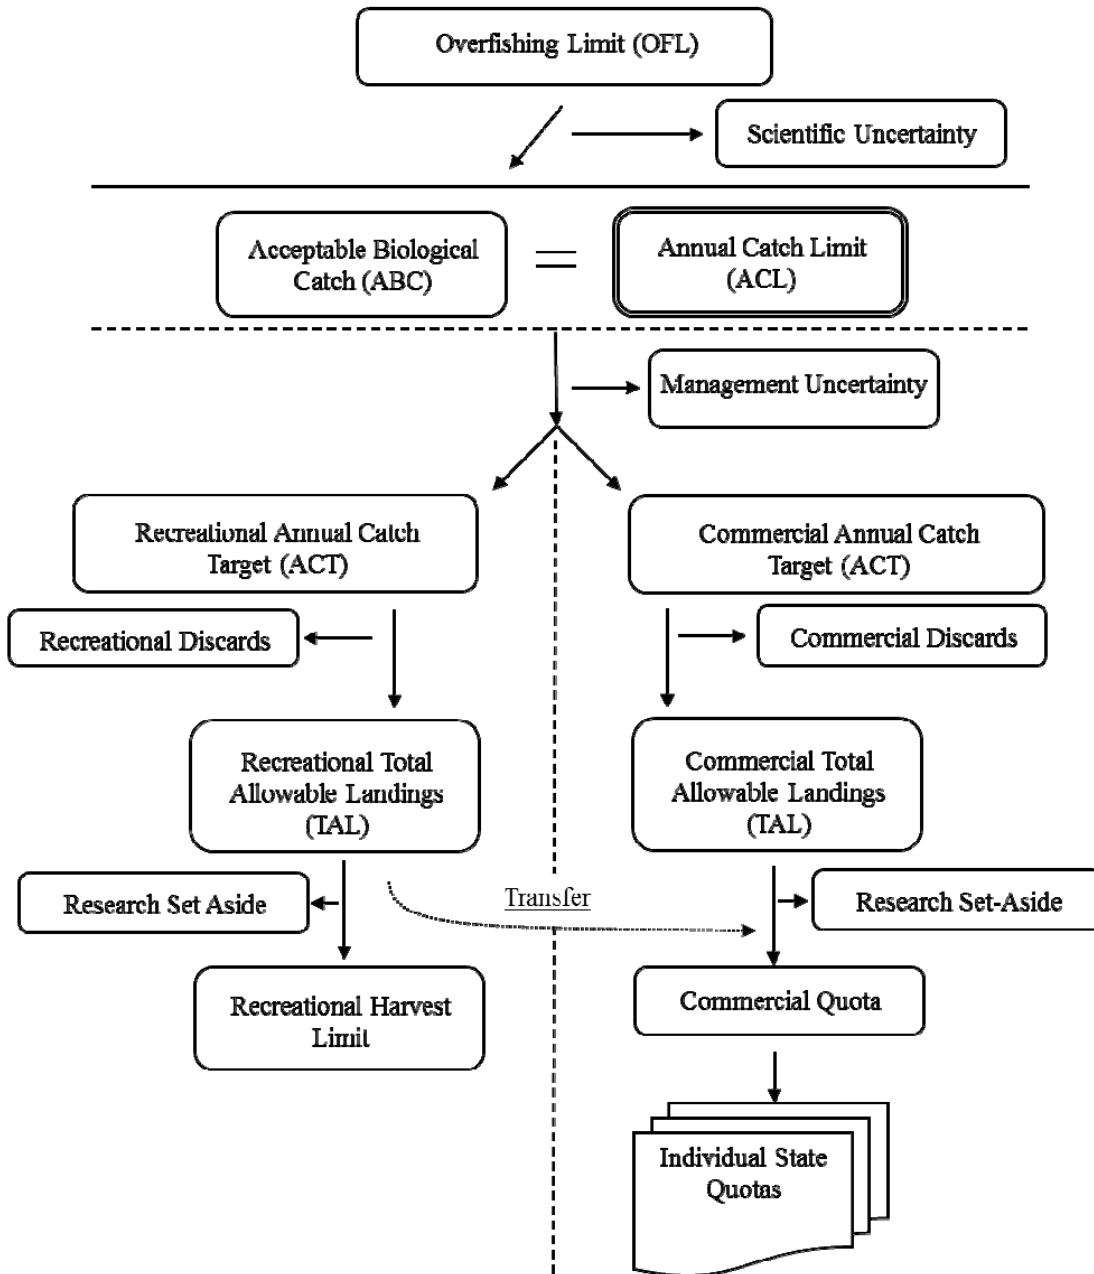 Overfishing Limit (OFL)
Scientific Uncertainty
Acceptable Biological
Catch (ABC)
=
Annual Catch Limit
(ACL)
Management Uncertainty
Recreational Annual Catch
Target (ACT)
Commercial Annual Catch
Target (ACT)
Recreational Discards
Commercial Discards
Recreational Total
Allowable Landings
(TAL)
Commercial Total
Allowable Landings
(TAL)
Research Set Aside
Transfer
Research Set-Aside
Recreational Harvest
Limit
Commercial Quota
Individual State
Quotas